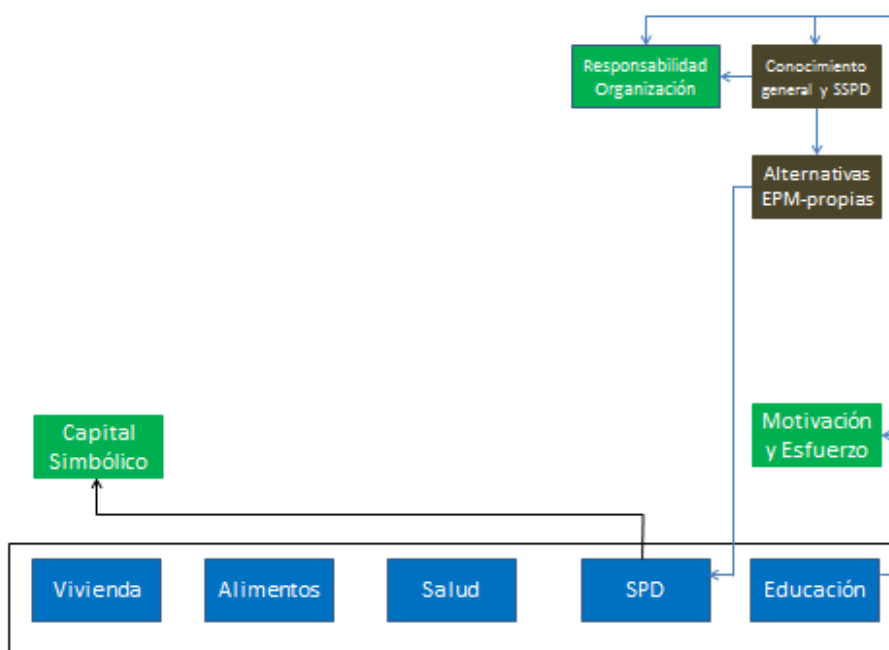 Responsabilidad
Organización
Conocimiento
general y SSPD
Alternativas
EPM-propias
Capital
Simbólico
Motivación
y Esfuerzo
Vivienda
Alimentos
Salud
SPD
Educación